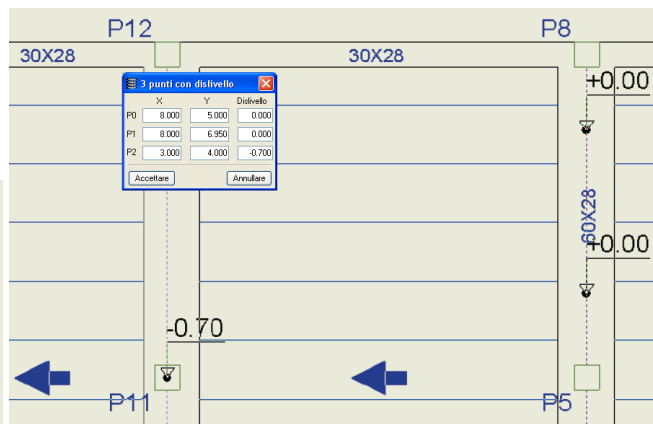 P12
P8
30X28
30X28
3 punti con dislivello
X Y Dislivello
P0 8.000 5.000 0.000
P1 8.000 6.950 0.000
P2 3.000 4.000 -0.700
Accettare Annullare
+0.00
60X28
+0.00
-0.70
P11
P5